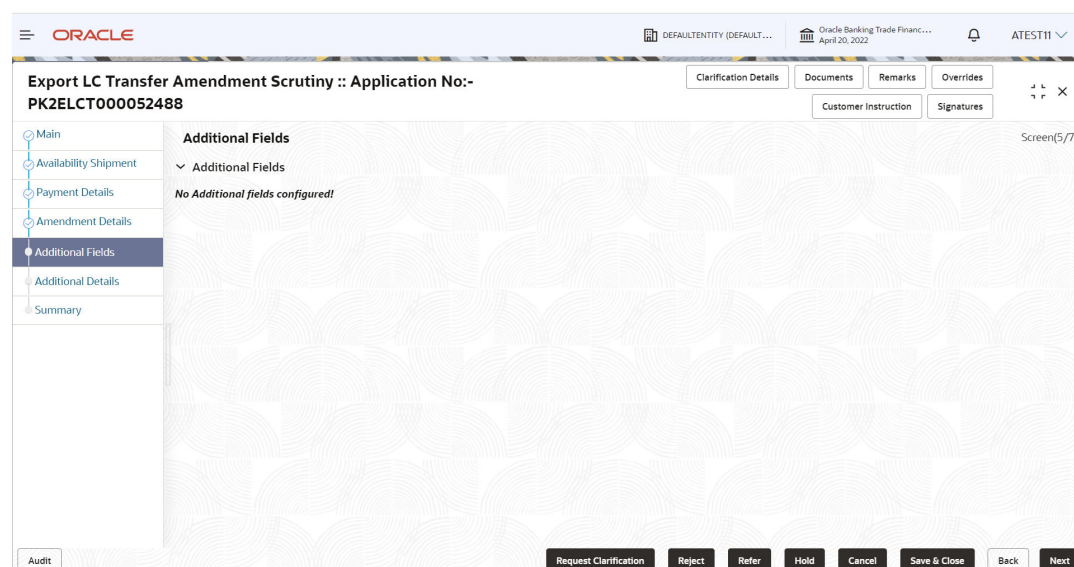 ORACLE
DEFAULTENTITY (DEFAULT...
Oracle Banking Trade Financ...
April 20, 2022
ATEST11
Export LC Transfer Amendment Scrutiny :: Application No:-
PK2ELCT000052488
Clarification Details
Documents
Remarks
Overrides
Customer Instruction
Signatures
Main
Availability Shipment
Payment Details
Amendment Details
Additional Fields
Additional Details
Summary
Additional Fields
Screen(5/7
Additional Fields
No Additional fields configured!
Audit
Request Clarification
Reject
Refer
Hold
Cancel
Save & Close
Back
Next